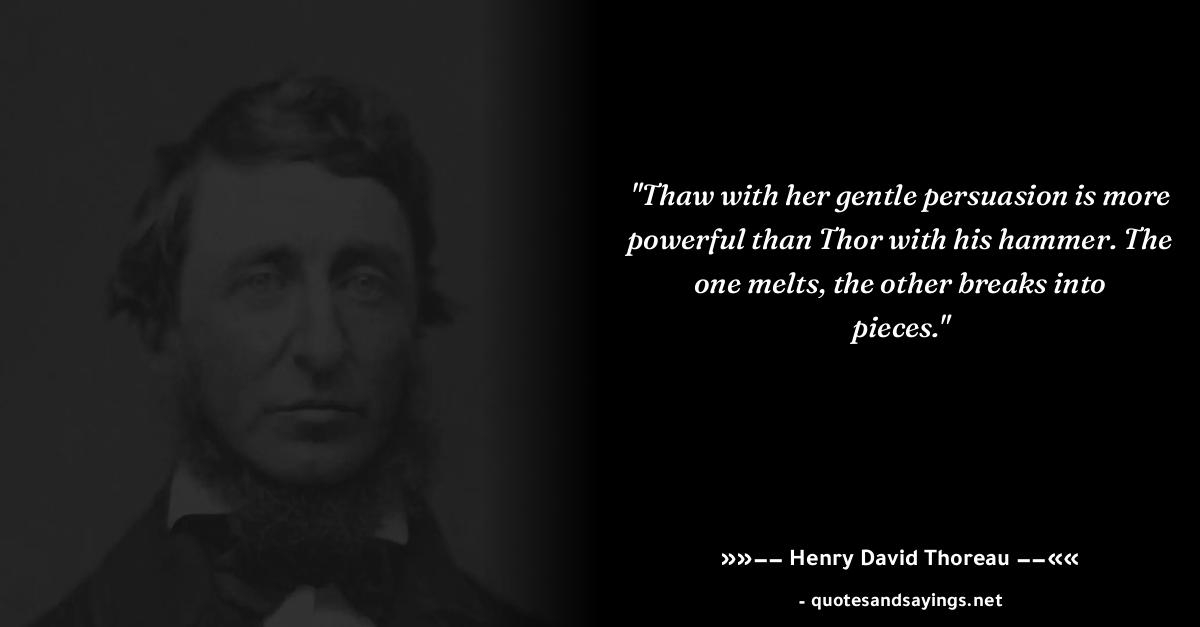 "Thaw with her gentle persuasion is more
powerful than Thor with his hammer. The
one melts, the other breaks into
pieces."
»»−− Henry David Thoreau −−««
- quotesandsayings.net